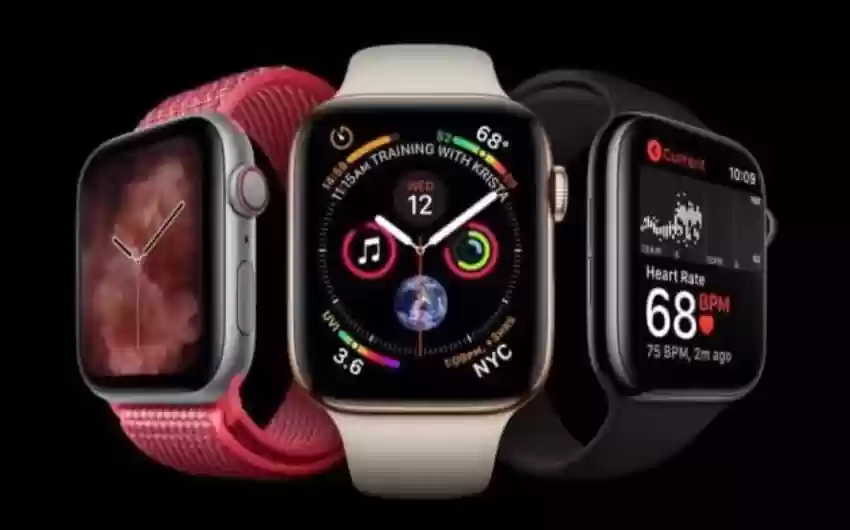 68°
52
11:15AM TRAINING WITH KRISTA
WED
12
UVI
3.6
NYC
Current
10:09
Heart Rate
68 BPM
75 BPM, 2m ago